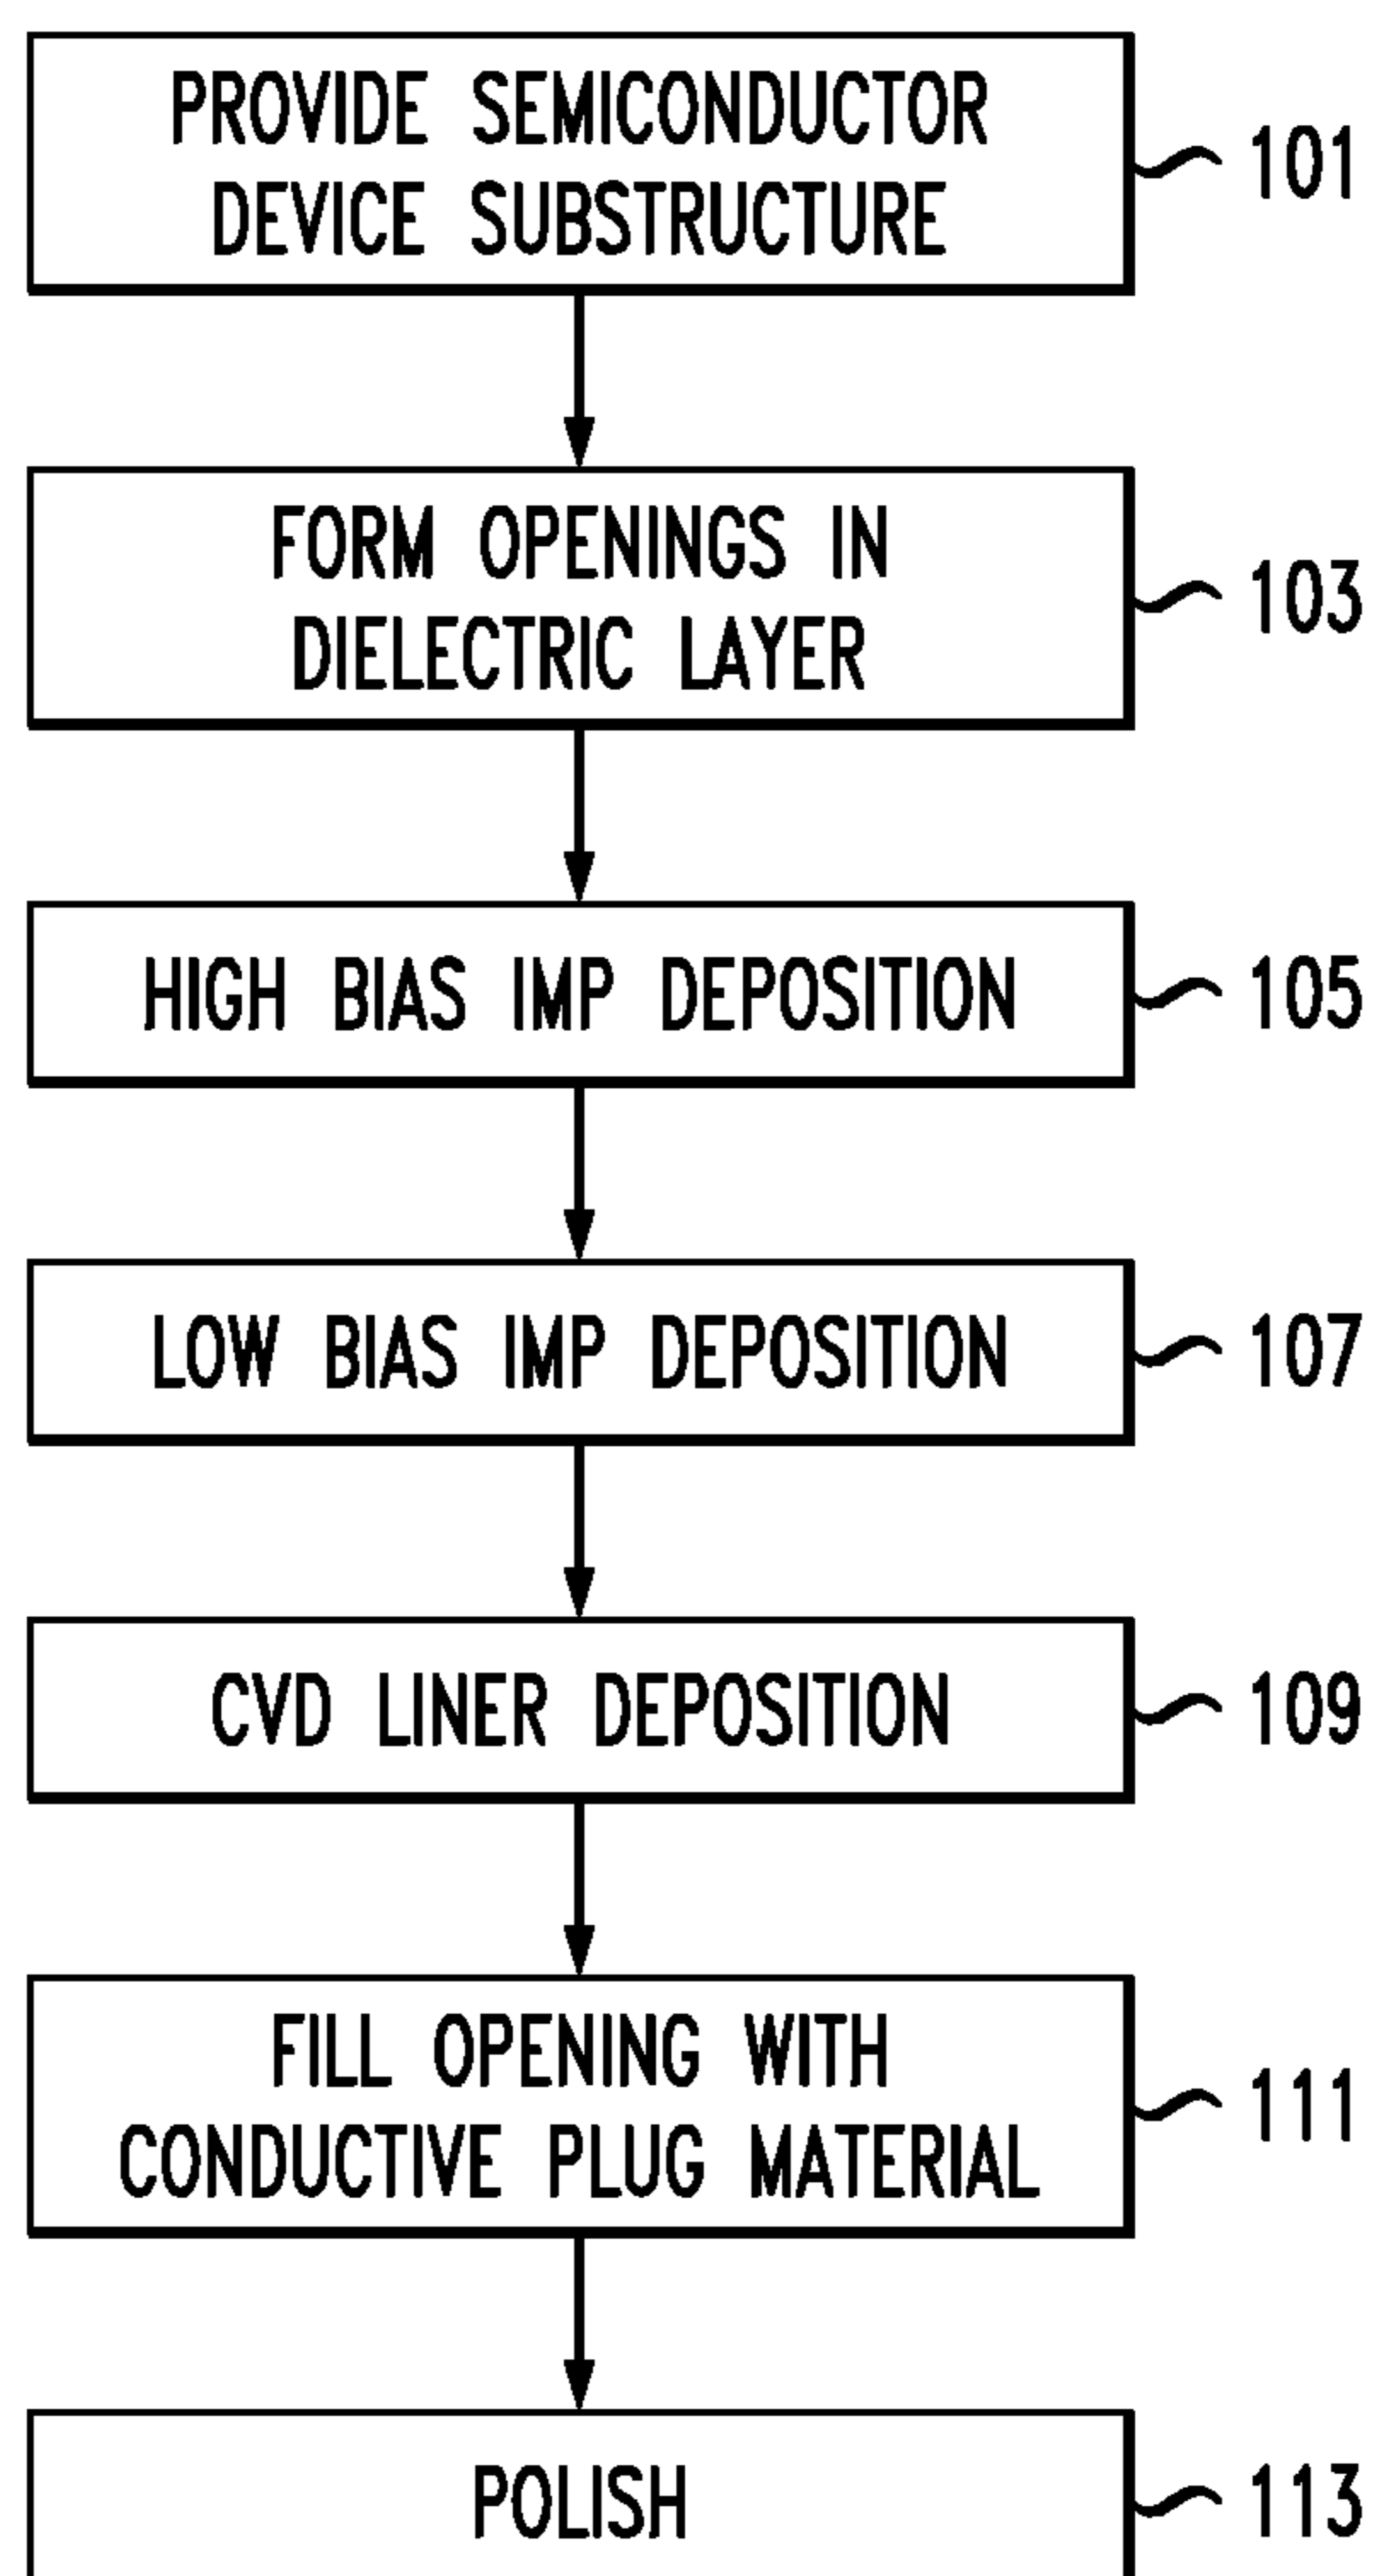 PROVIDE SEMICONDUCTOR
DEVICE SUBSTRUCTURE
101
FORM OPENINGS IN
DIELECTRIC LAYER
103
HIGH BIAS IMP DEPOSITION
105
LOW BIAS IMP DEPOSITION
107
CVD LINER DEPOSITION
109
FILL OPENING WITH
CONDUCTIVE PLUG MATERIAL
111
POLISH
113